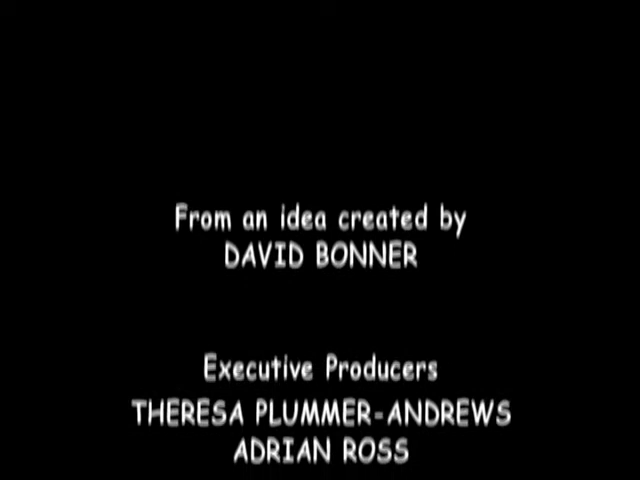 From an idea created by
DAVID BONNER
Executive Producers
THERESA PLUMMER-ANDREWS
ADRIAN ROSS